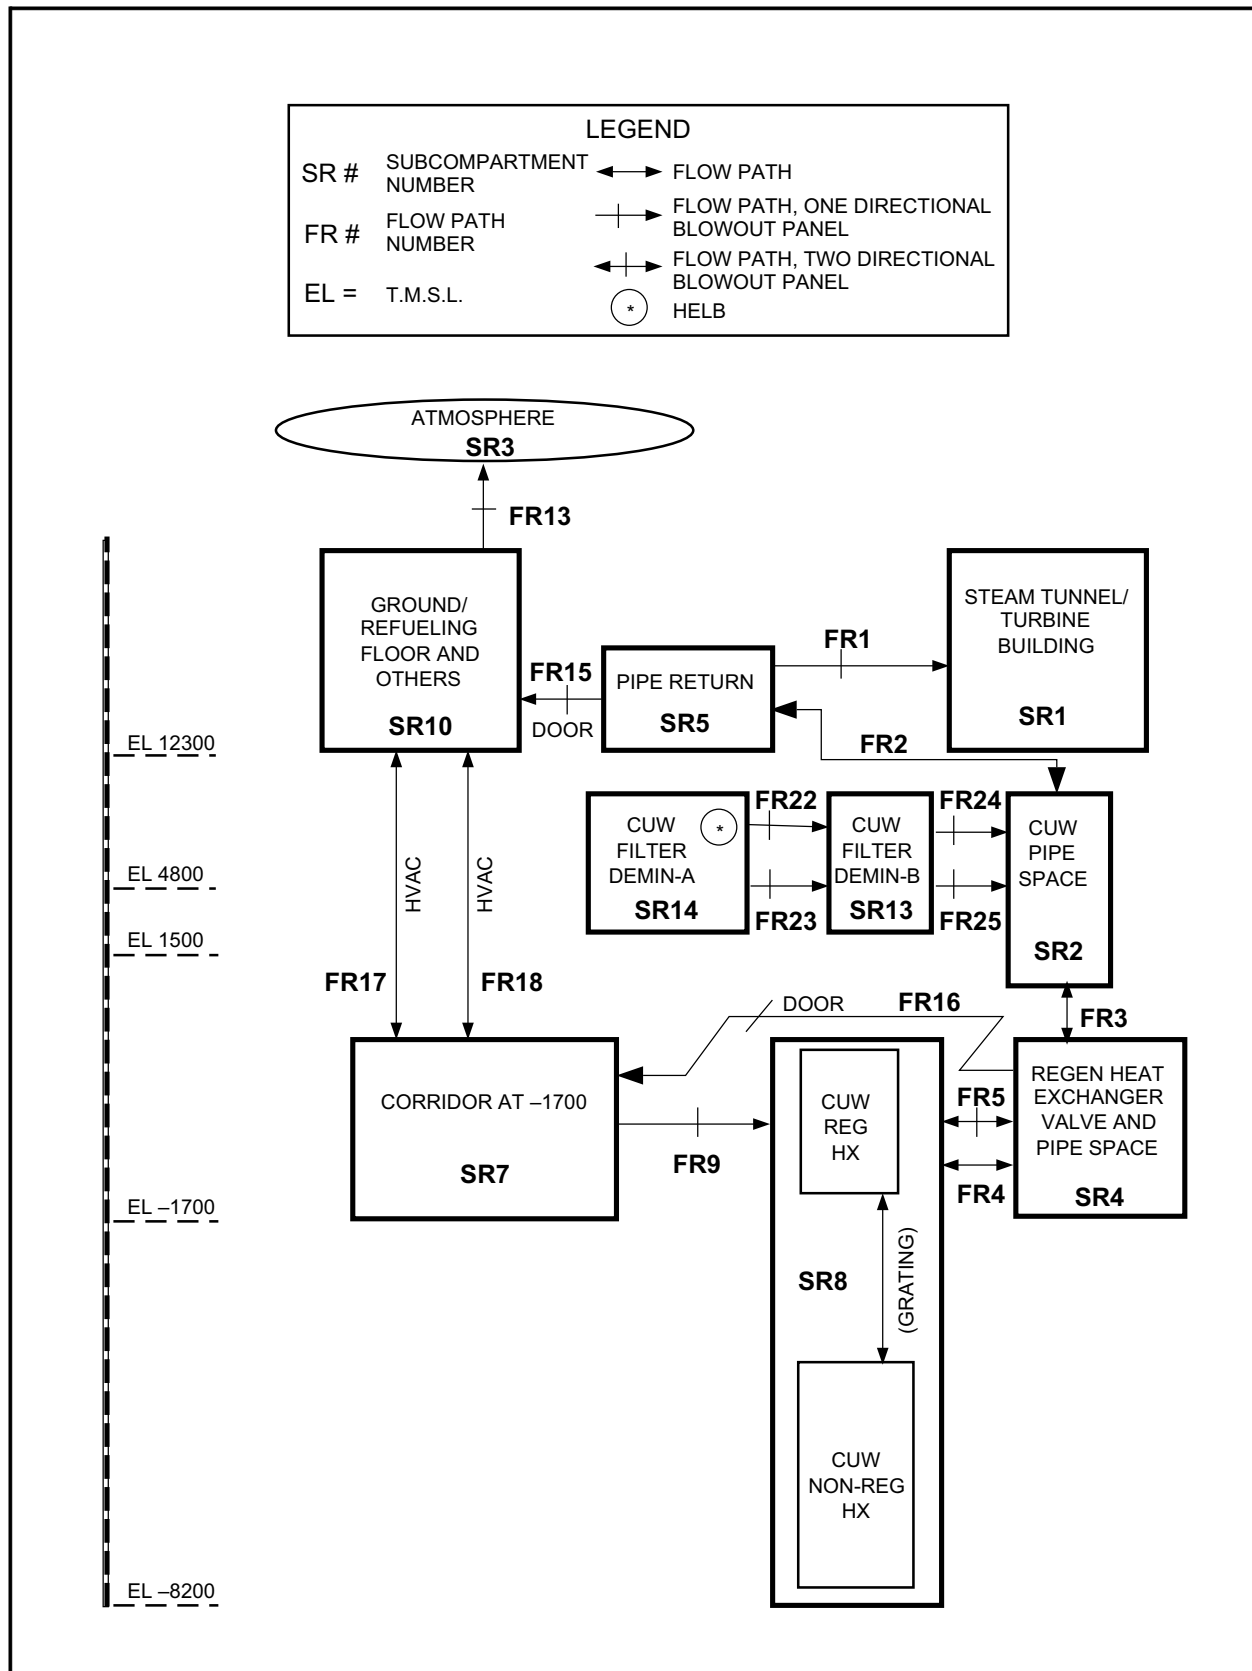 LEGEND
SR # SUBCOMPARTMENT NUMBER
FLOW PATH
FR # FLOW PATH NUMBER
FLOW PATH, ONE DIRECTIONAL
BLOWOUT PANEL
FLOW PATH, TWO DIRECTIONAL
BLOWOUT PANEL
EL = T.M.S.L.
* HELB
ATMOSPHERE
SR3
FR13
GROUND/
REFUELING
FLOOR AND
OTHERS
SR10
FR15
DOOR
PIPE RETURN
SR5
FR1
STEAM TUNNEL/
TURBINE
BUILDING
SR1
FR2
EL 12300
EL 4800
EL 1500
EL –1700
EL –8200
HVAC
HVAC
FR17
FR18
CUW
FILTER
DEMIN-A
SR14
*
FR22
FR23
CUW
FILTER
DEMIN-B
SR13
FR24
FR25
CUW
PIPE
SPACE
SR2
FR3
DOOR
FR16
CORRIDOR AT –1700
SR7
FR9
CUW
REG
HX
SR8
(GRATING)
CUW
NON-REG
HX
FR5
FR4
REGEN HEAT
EXCHANGER
VALVE AND
PIPE SPACE
SR4